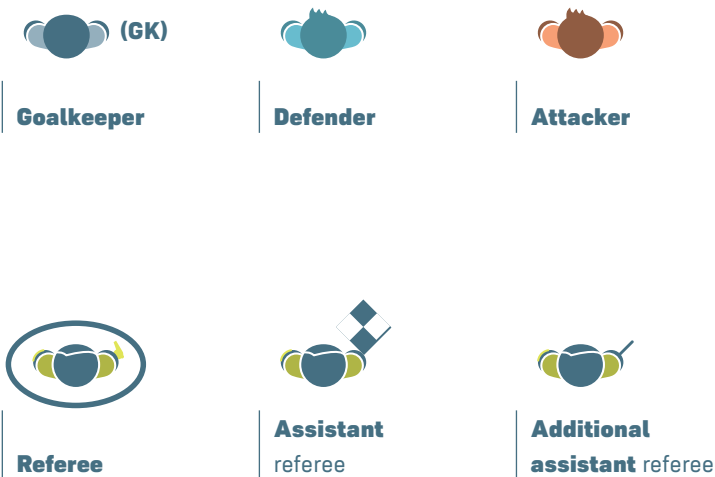 (GK)
Goalkeeper
Defender
Attacker
Referee
Assistant
referee
Additional
assistant referee